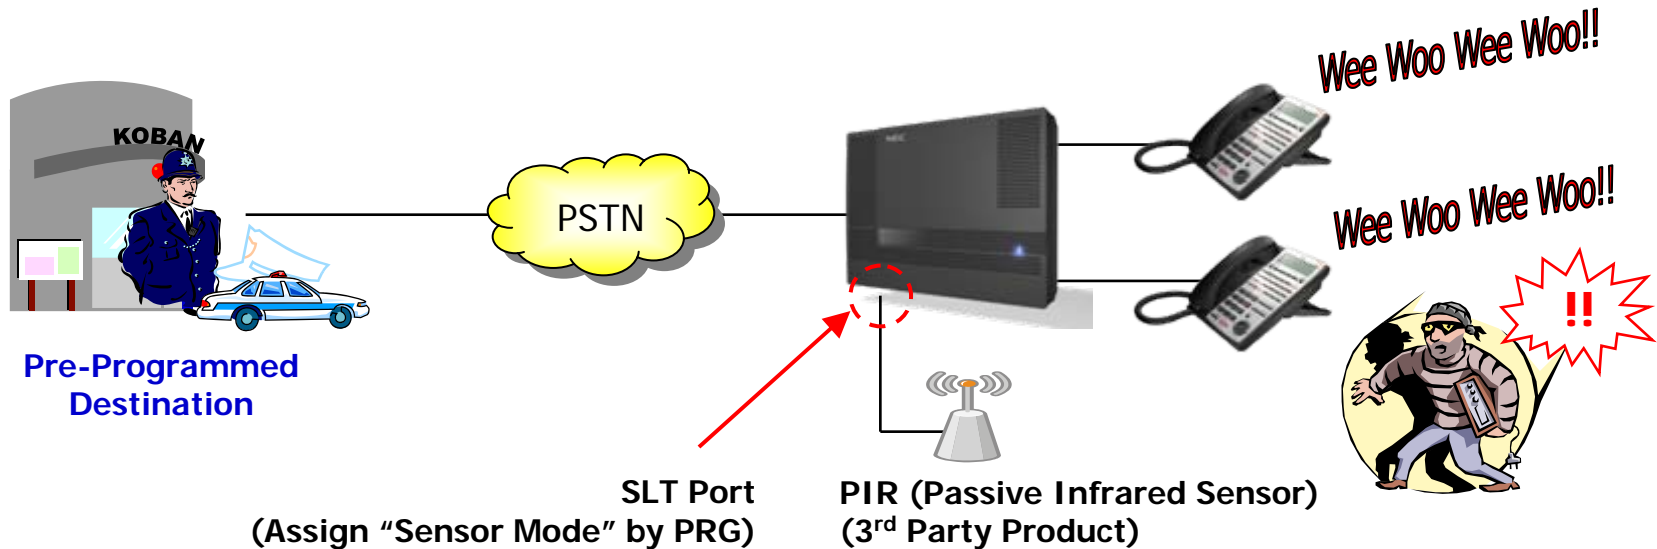 Wee Woo Wee Woo!!
KOBAN
NEC
PSTN
Wee Woo Wee Woo!!
!!
Pre-Programmed
Destination
SLT Port
(Assign “Sensor Mode” by PRG)
PIR (Passive Infrared Sensor)
(3rd Party Product)